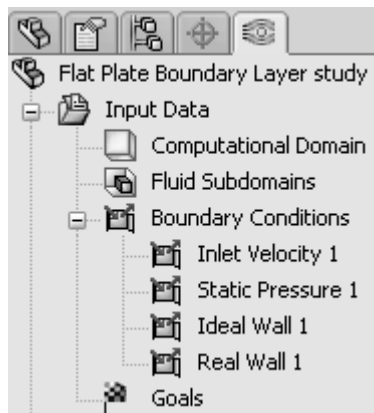 Flat Plate Boundary Layer study
Input Data
Computational Domain
Fluid Subdomains
Boundary Conditions
Inlet Velocity 1
Static Pressure 1
Ideal Wall 1
Real Wall 1
Goals